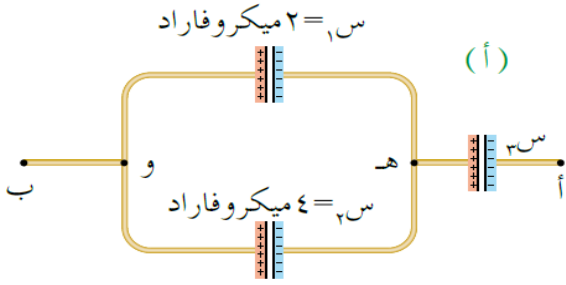 س١=٢ ميكروفاراد
(أ)
س٣
هـ
و
أ
ب
س٢=٤ ميكروفاراد